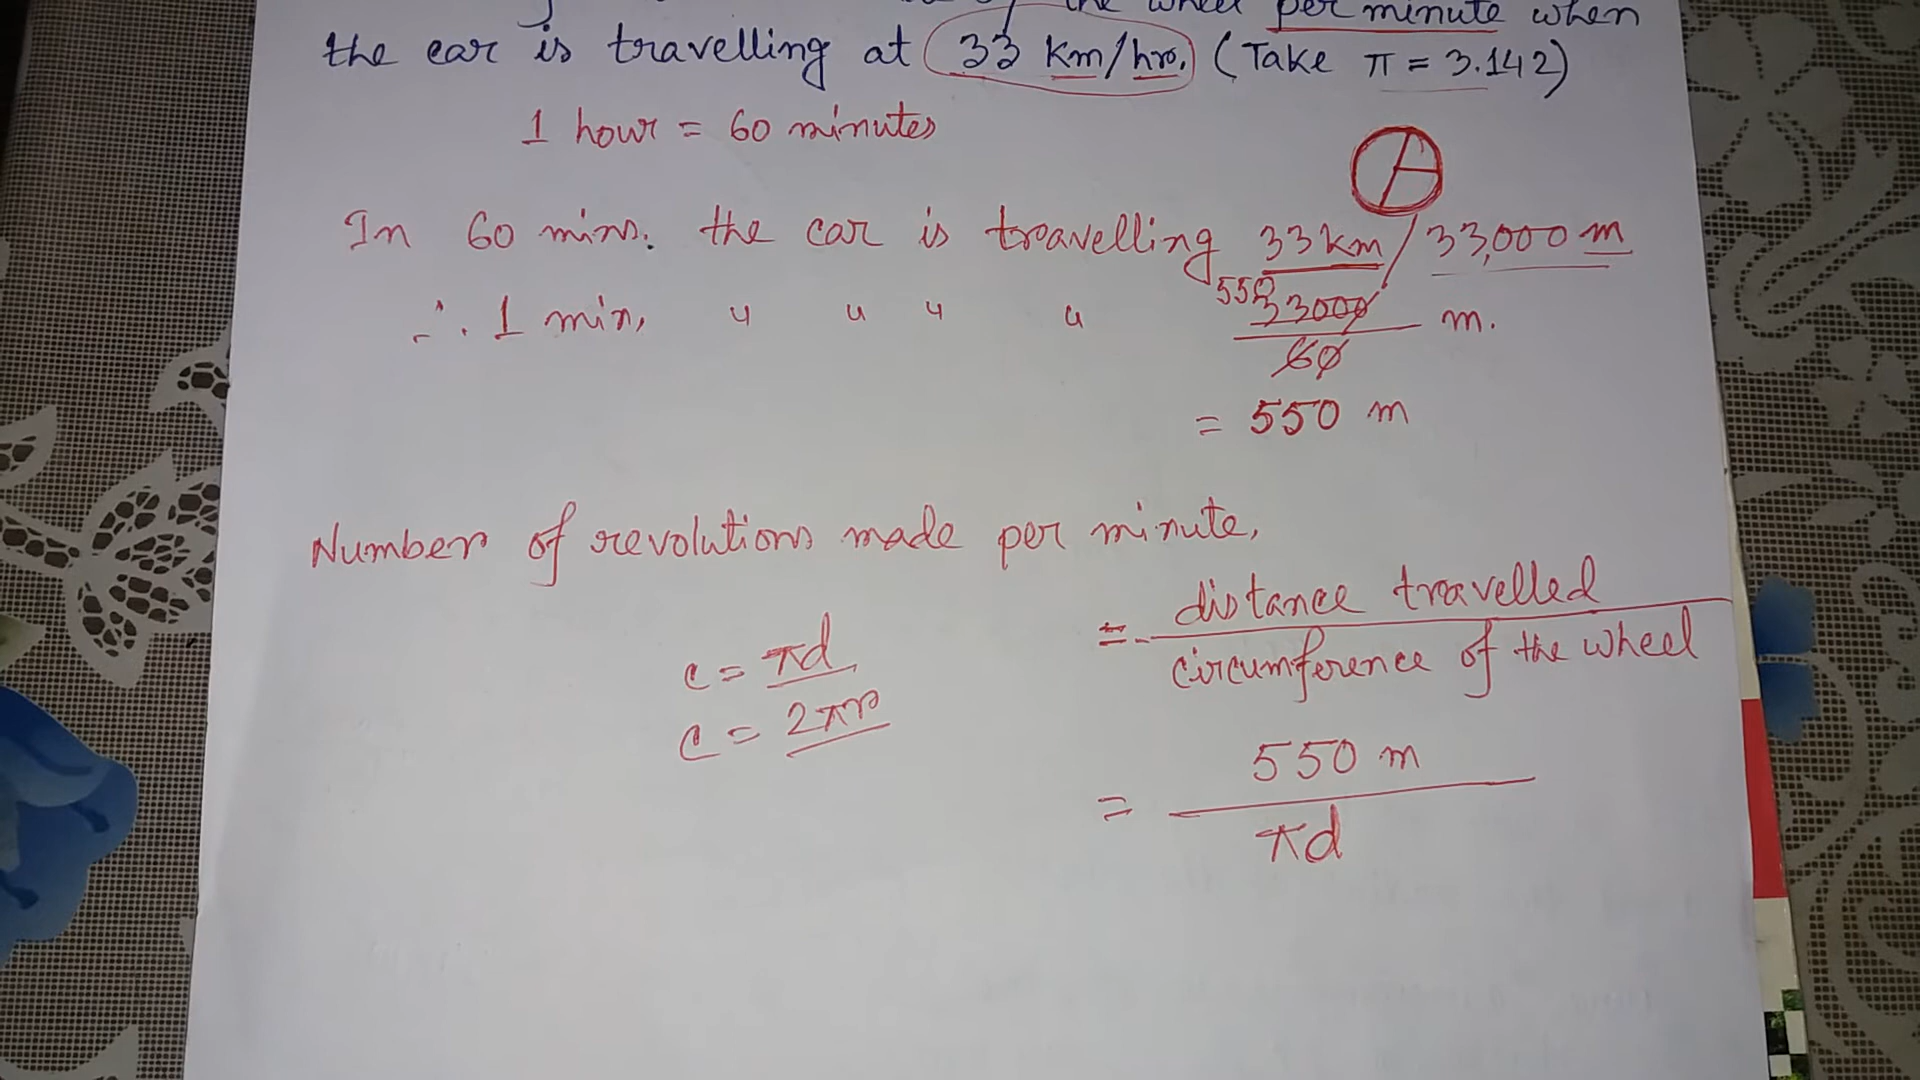 the wheel per minute when
the car is travelling at 33 km/hr. (Take π = 3.142)
1 hour = 60 minutes
In 60 mins. the car is travelling 33 km / 33,000 m
∴ 1 min, " " " " 33000/60 m.
550
= 550 m
Number of revolutions made per minute,
= distance travelled / circumference of the wheel
c = πd
c = 2πr
= 550 m / πd